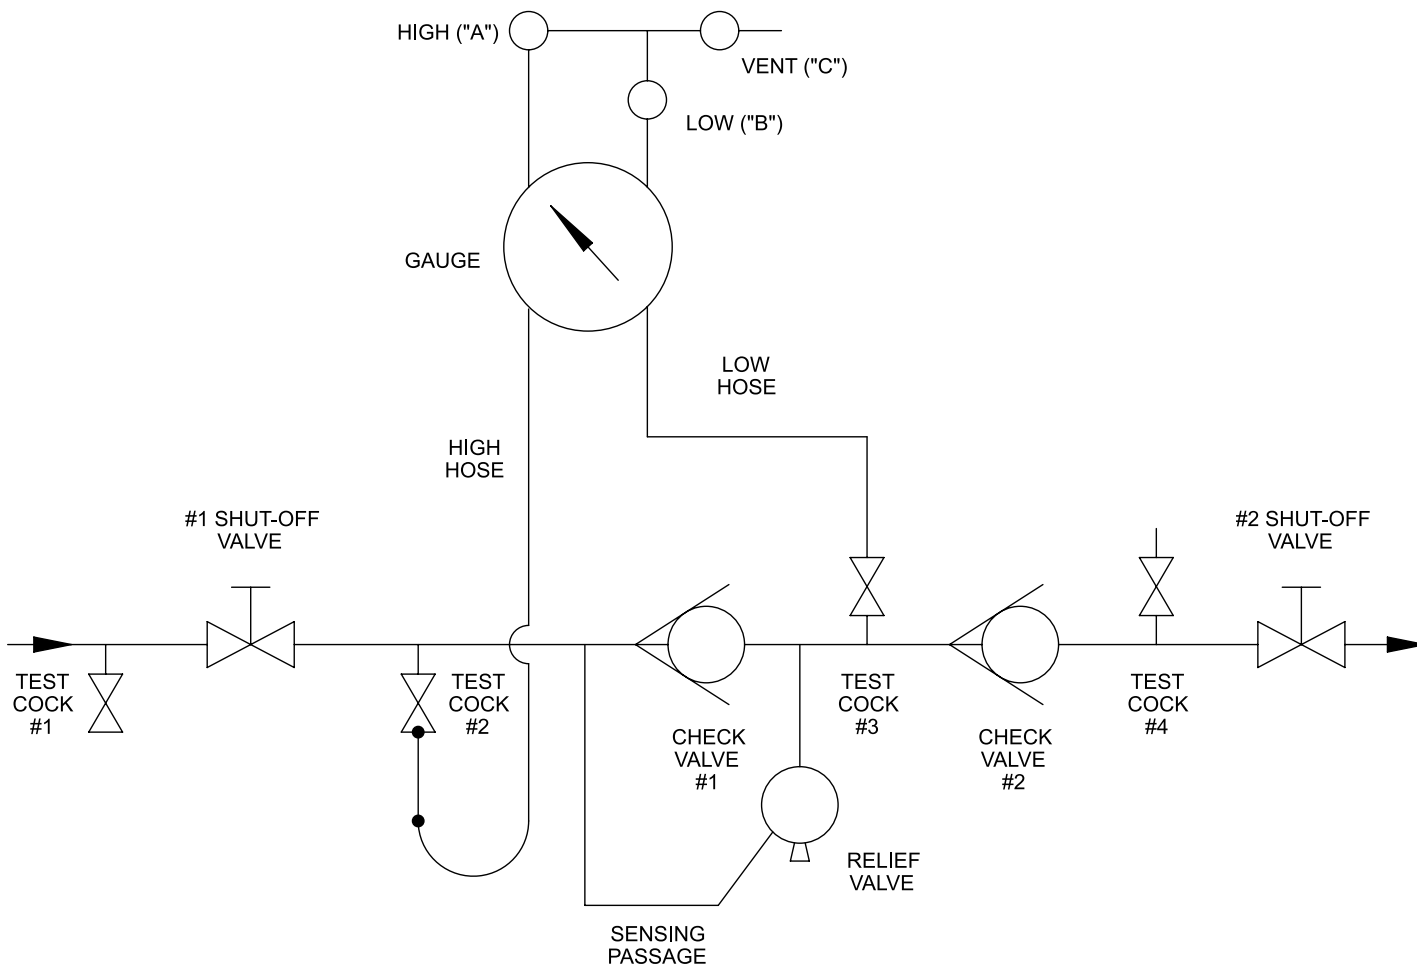 HIGH ("A")
VENT ("C")
LOW ("B")
GAUGE
LOW
HOSE
HIGH
HOSE
#1 SHUT-OFF
VALVE
#2 SHUT-OFF
VALVE
TEST
COCK
#1
TEST
COCK
#2
TEST
COCK
#3
TEST
COCK
#4
CHECK
VALVE
#1
CHECK
VALVE
#2
RELIEF
VALVE
SENSING
PASSAGE